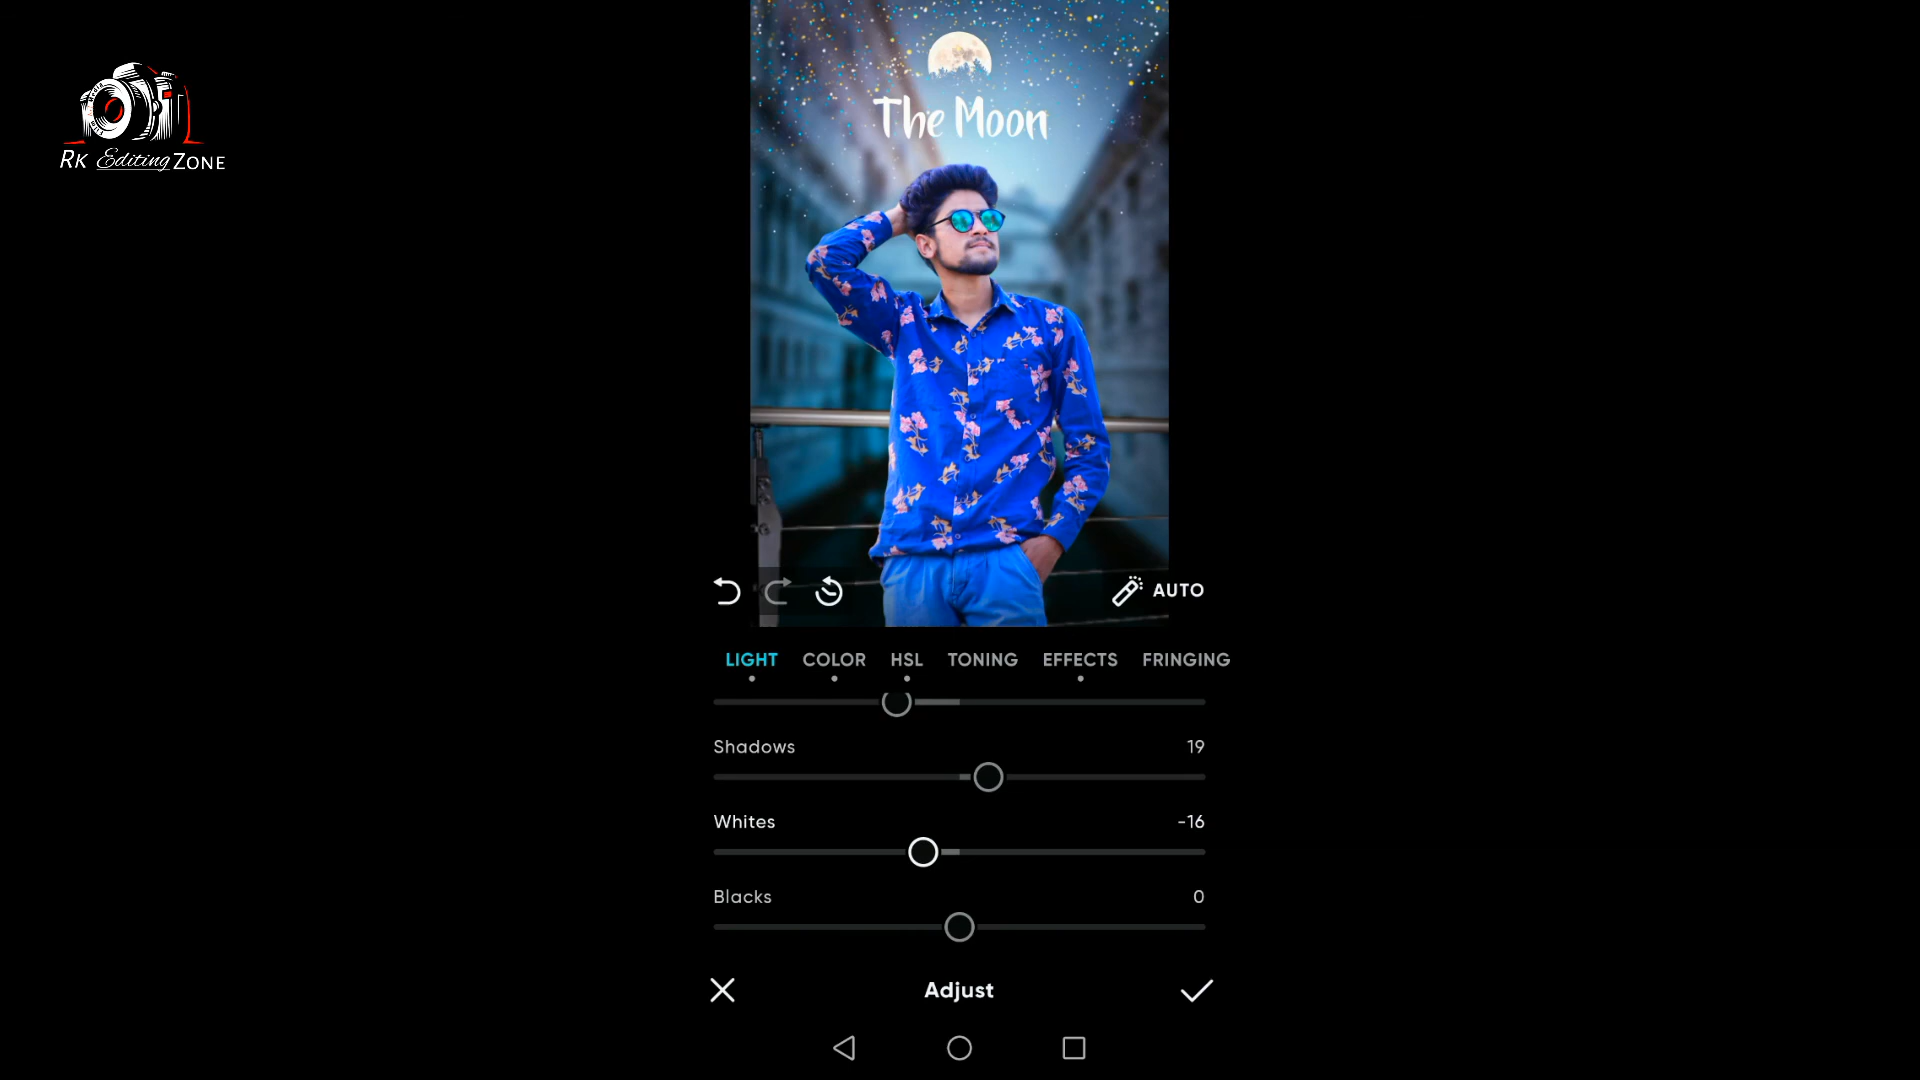 The Moon
RK Editing ZONE
AUTO
LIGHT COLOR HSL TONING EFFECTS FRINGING
Shadows 19
Whites -16
Blacks 0
Adjust